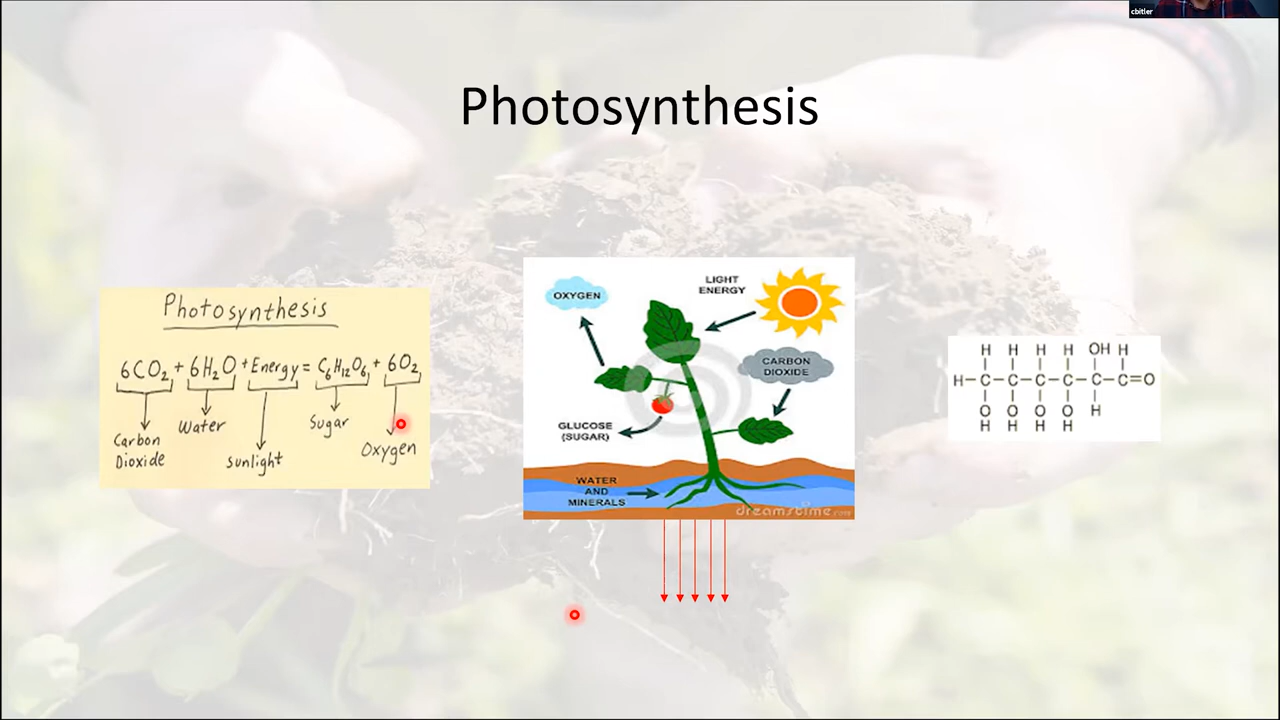 cbitler
Photosynthesis
Photosynthesis
6CO2 + 6H2O + Energy = C6H12O6 + 6O2
Carbon Dioxide
Water
sunlight
Sugar
Oxygen
OXYGEN
LIGHT
ENERGY
CARBON
DIOXIDE
GLUCOSE
(SUGAR)
WATER
AND
MINERALS
dreamstime.com
H H H H OH H
H-C-C-C-C-C-C=O
O O O O H
H H H H